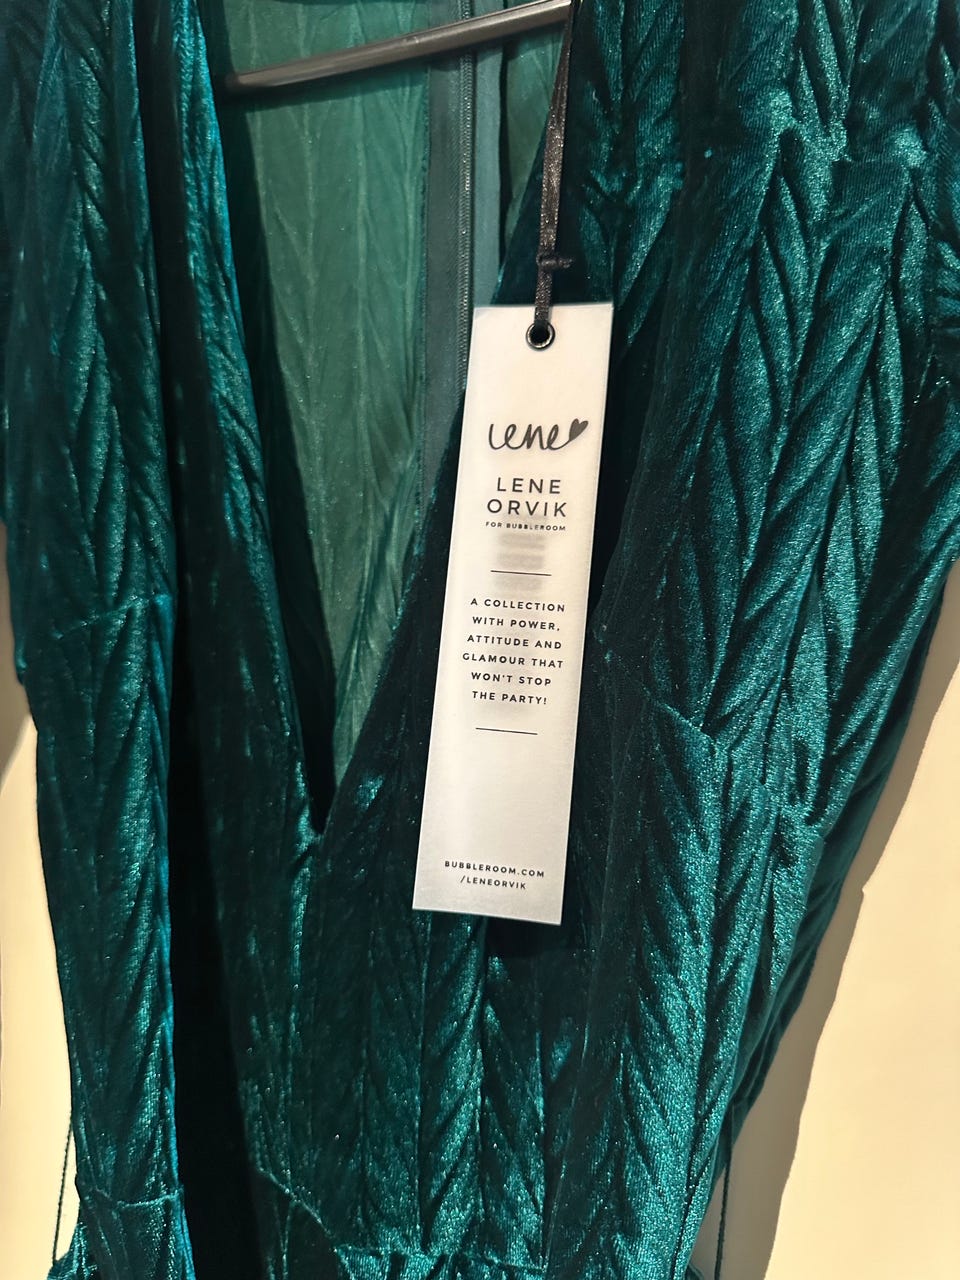 lene
LENE
ORVIK
FOR BUBBLEROOM
A COLLECTION
WITH POWER,
ATTITUDE AND
GLAMOUR THAT
WON'T STOP
THE PARTY!
BUBBLEROOM.COM
/LENEORVIK